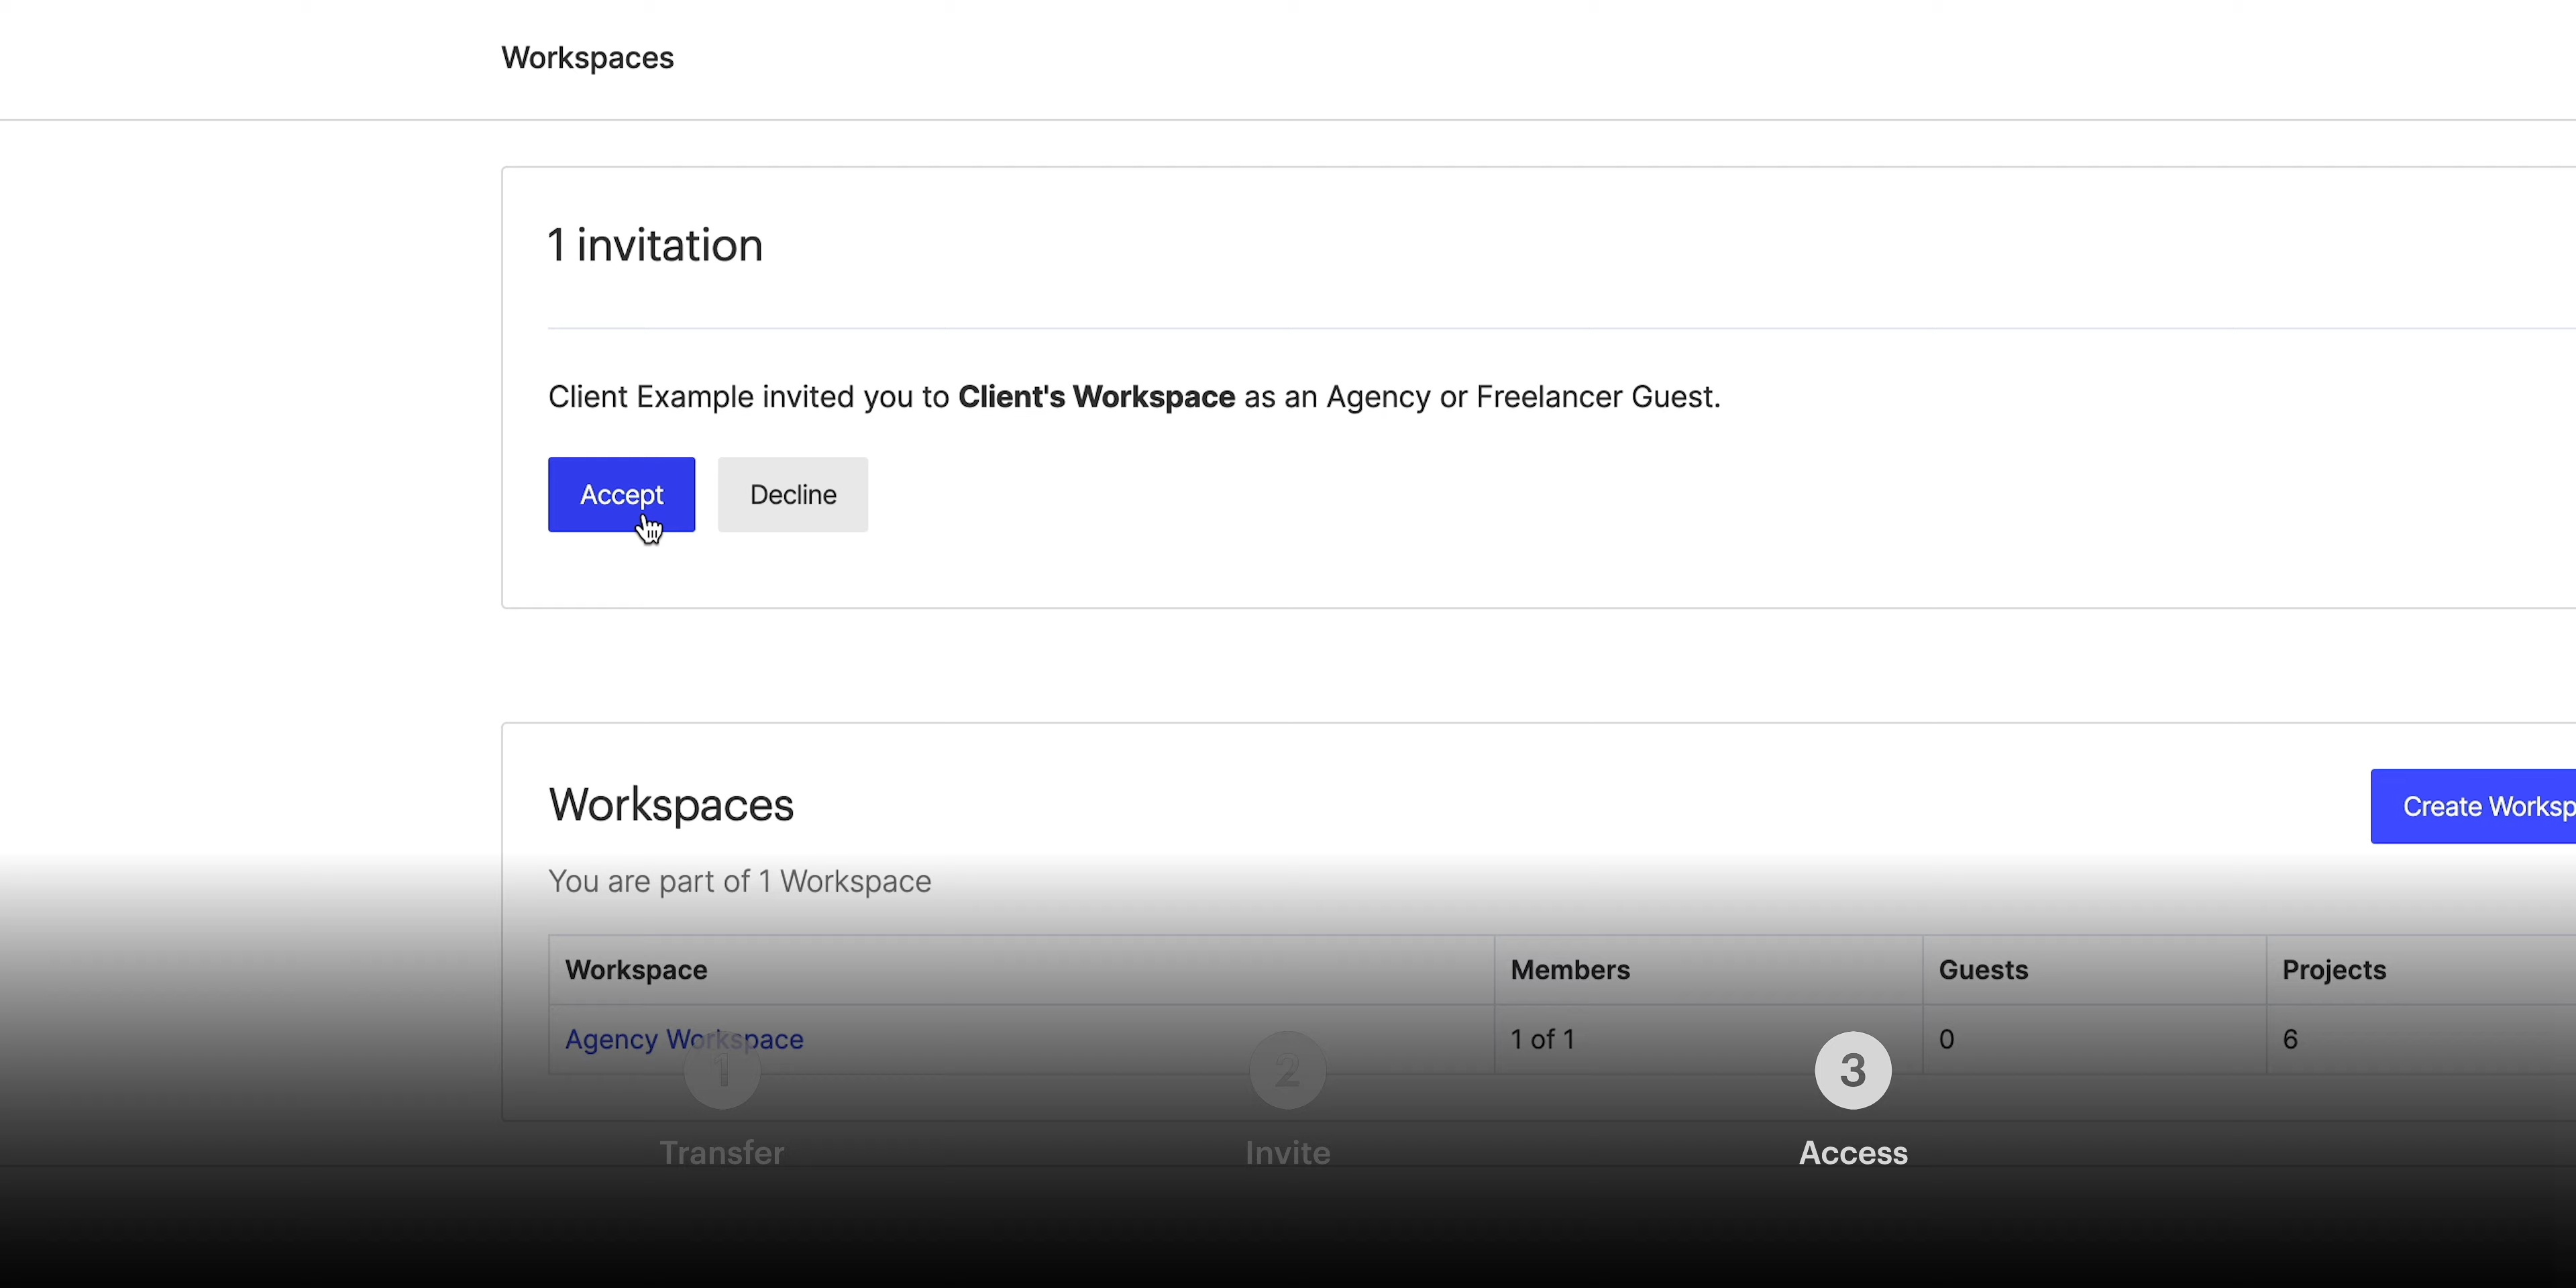 Workspaces
1 invitation
Client Example invited you to Client's Workspace as an Agency or Freelancer Guest.
Accept
Decline
Workspaces
Create Worksp
You are part of 1 Workspace
Workspace
Members
Guests
Projects
Agency Workspace
1 of 1
0
6
1
2
3
Transfer
Invite
Access